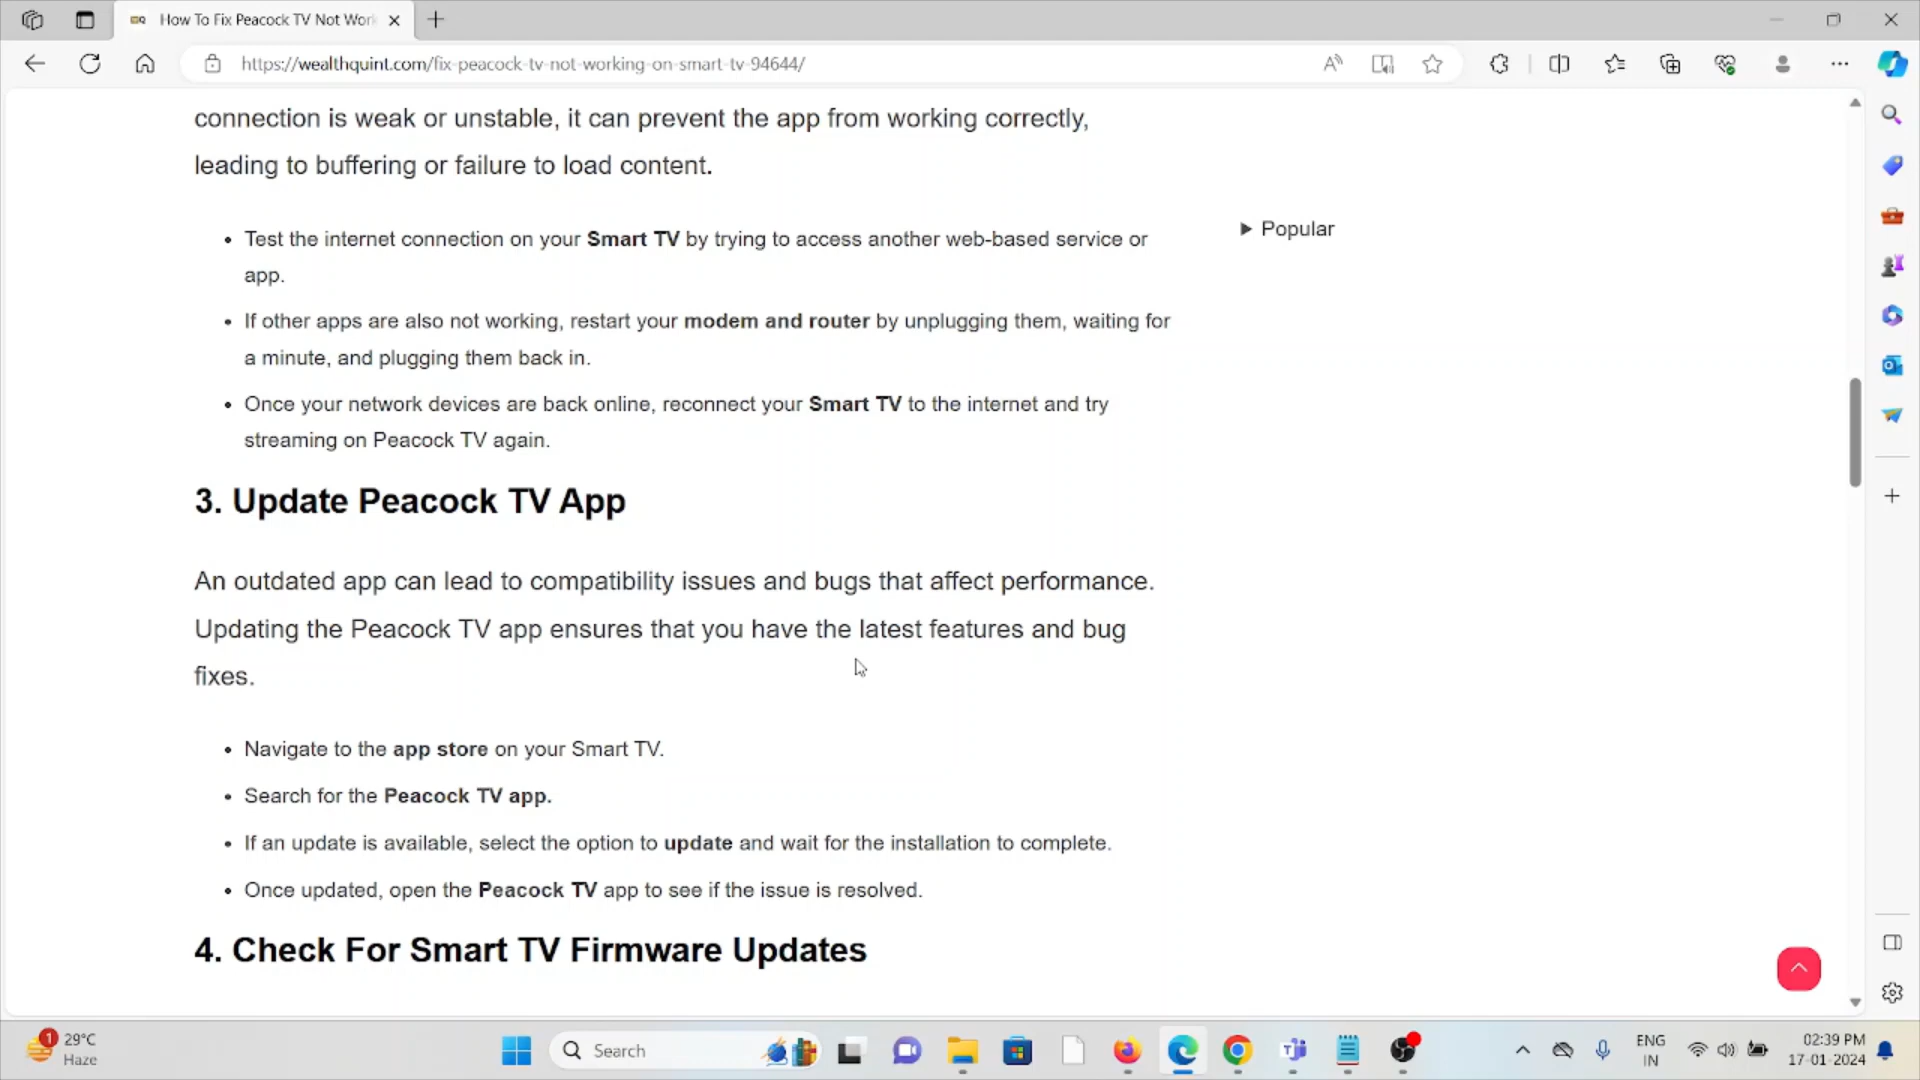 How To Fix Peacock TV Not Wor
https://wealthquint.com/fix-peacock-tv-not-working-on-smart-tv-94644/
connection is weak or unstable, it can prevent the app from working correctly,
leading to buffering or failure to load content.
• Test the internet connection on your Smart TV by trying to access another web-based service or
app.
• If other apps are also not working, restart your modem and router by unplugging them, waiting for
a minute, and plugging them back in.
• Once your network devices are back online, reconnect your Smart TV to the internet and try
streaming on Peacock TV again.
Popular
3. Update Peacock TV App
An outdated app can lead to compatibility issues and bugs that affect performance.
Updating the Peacock TV app ensures that you have the latest features and bug
fixes.
• Navigate to the app store on your Smart TV.
• Search for the Peacock TV app.
• If an update is available, select the option to update and wait for the installation to complete.
• Once updated, open the Peacock TV app to see if the issue is resolved.
4. Check For Smart TV Firmware Updates
1
29°C
Haze
Search
ENG
IN
02:39 PM
17-01-2024